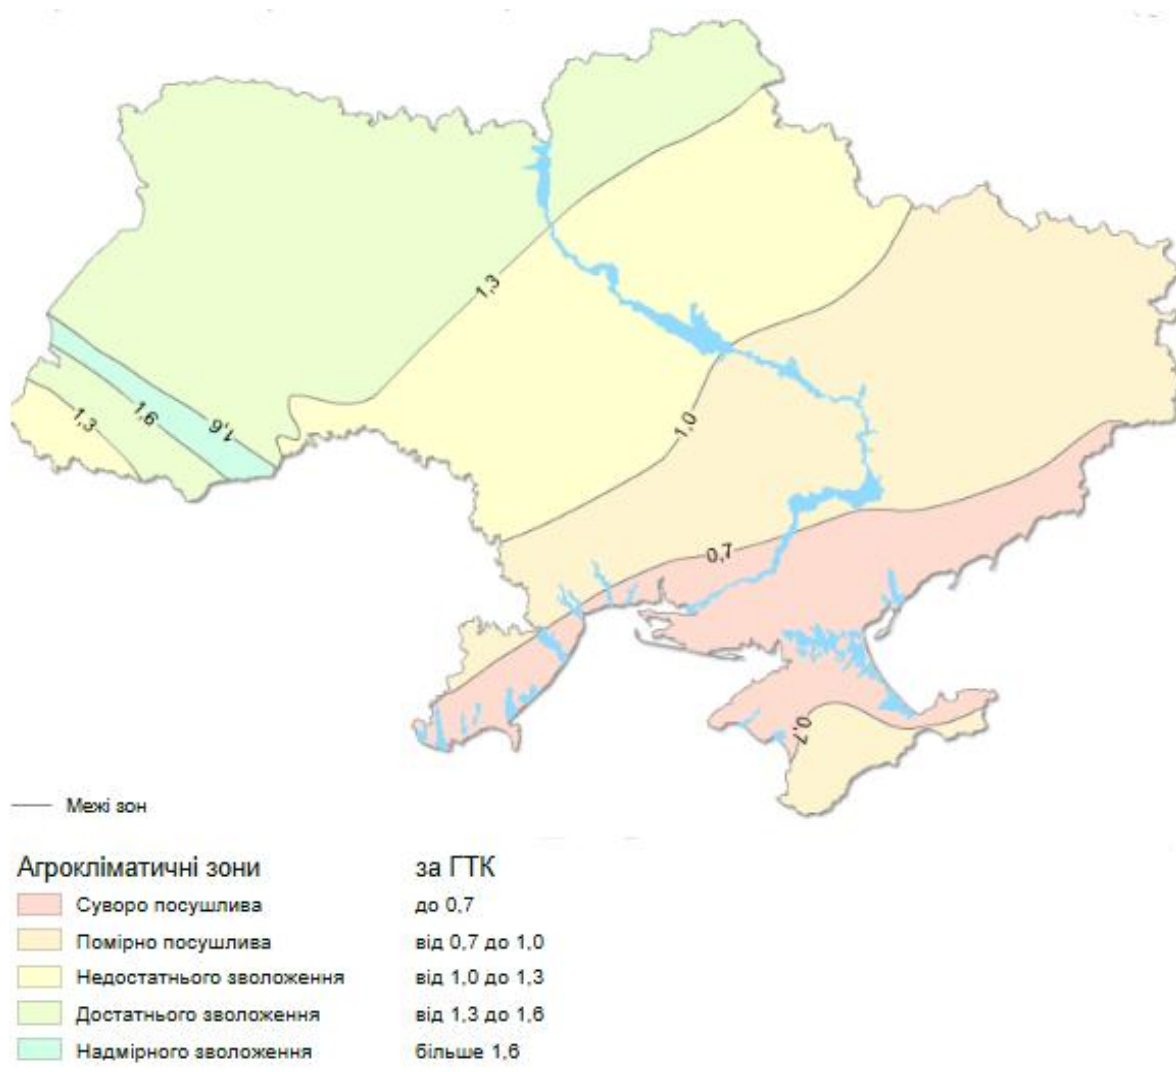 1,3
1,6
1,6
1,3
1,0
0,7
0,7
Межі зон
Агрокліматичні зони за ГТК
Суворо посушлива до 0,7
Помірно посушлива від 0,7 до 1,0
Недостатнього зволоження від 1,0 до 1,3
Достатнього зволоження від 1,3 до 1,6
Надмірного зволоження більше 1,6